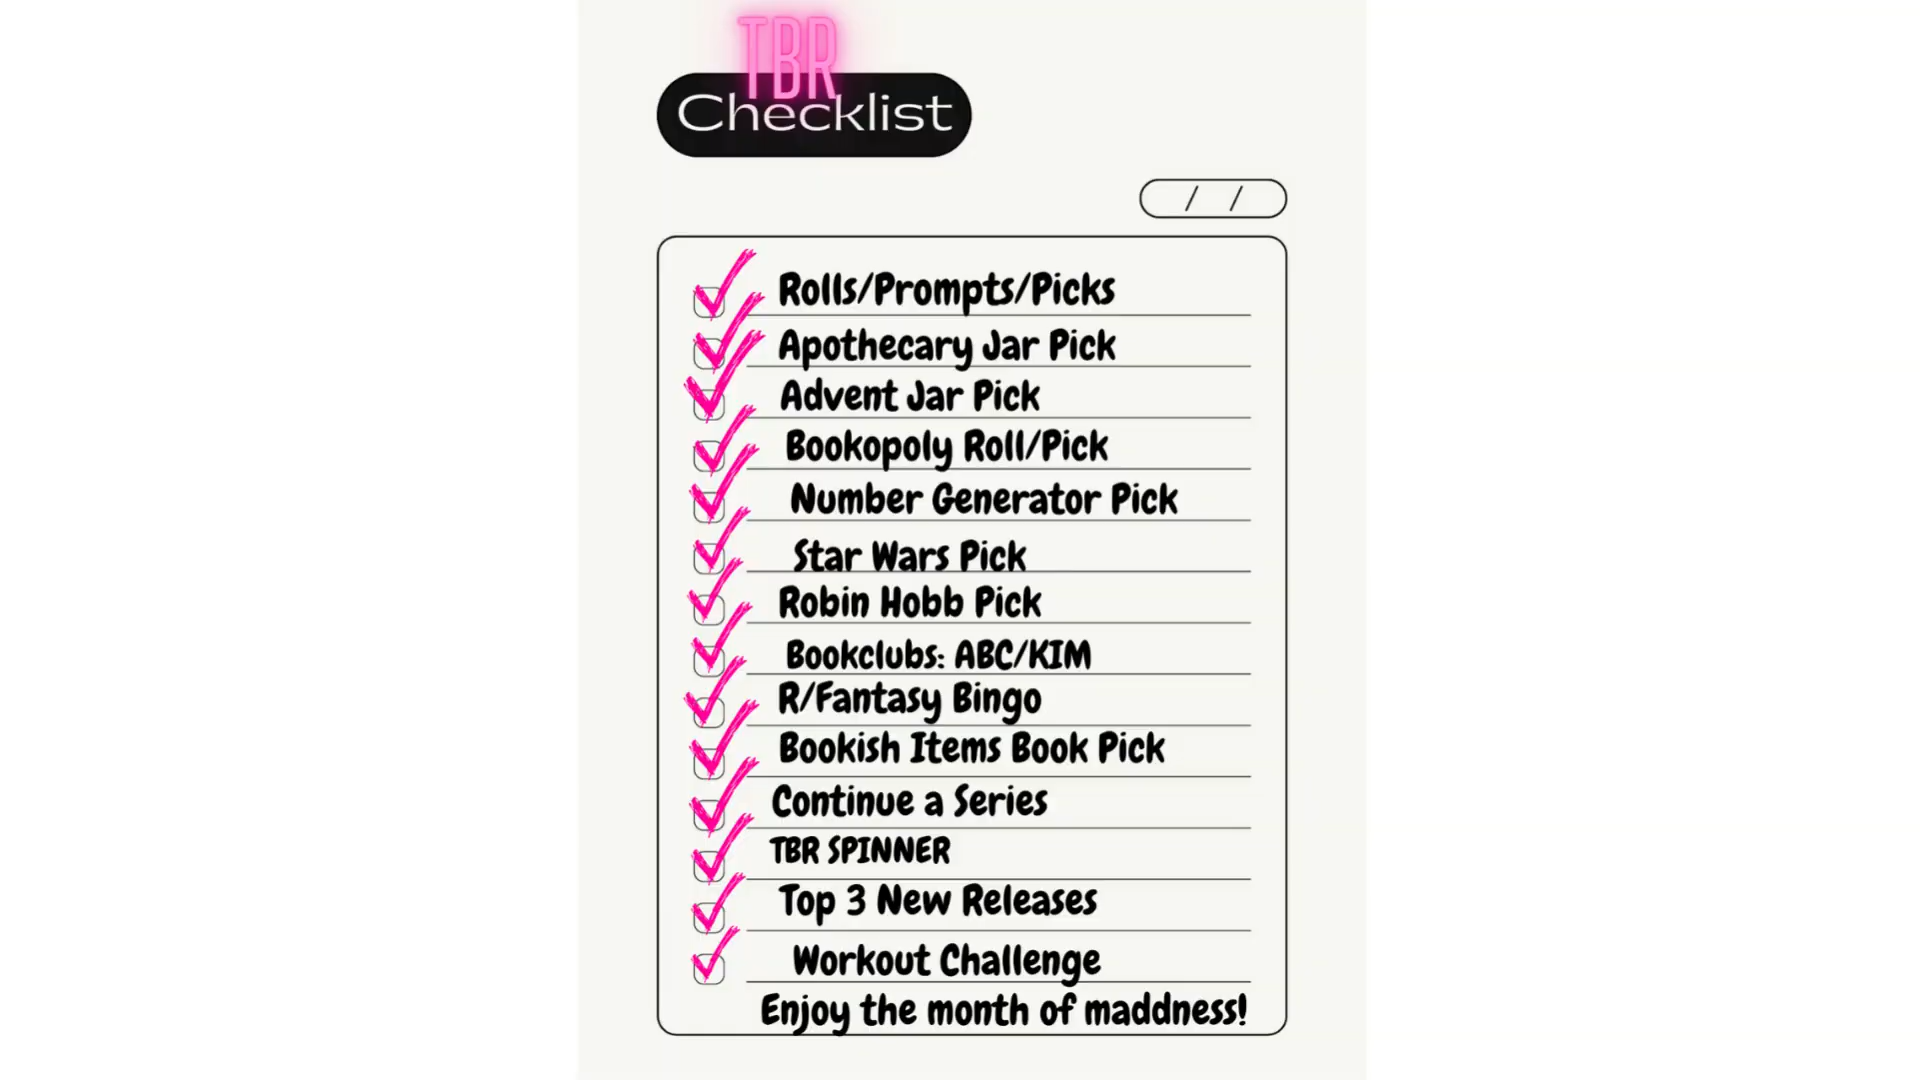 TBR
Checklist
/ /
Rolls/Prompts/Picks
Apothecary Jar Pick
Advent Jar Pick
Bookopoly Roll/Pick
Number Generator Pick
Star Wars Pick
Robin Hobb Pick
Bookclubs: ABC/KIM
R/Fantasy Bingo
Bookish Items Book Pick
Continue a Series
TBR SPINNER
Top 3 New Releases
Workout Challenge
Enjoy the month of maddness!